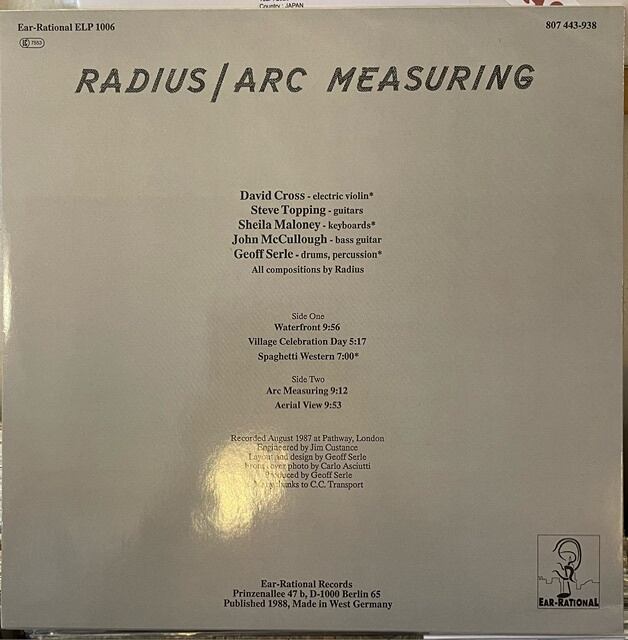 Country : JAPAN
Ear-Rational ELP 1006
807 443-938
7553
RADIUS / ARC MEASURING
David Cross - electric violin*
Steve Topping - guitars
Sheila Maloney - keyboards*
John McCullough - bass guitar
Geoff Serle - drums, percussion*
All compositions by Radius
Side One
Waterfront 9:56
Village Celebration Day 5:17
Spaghetti Western 7:00*
Side Two
Arc Measuring 9:12
Aerial View 9:53
Recorded August 1987 at Pathway, London
Engineered by Jim Custance
Layout and design by Geoff Serle
Front cover photo by Carlo Asciutti
Produced by Geoff Serle
thanks to C.C. Transport
Ear-Rational Records
Prinzenallee 47 b, D-1000 Berlin 65
Published 1988, Made in West Germany
EAR-RATIONAL